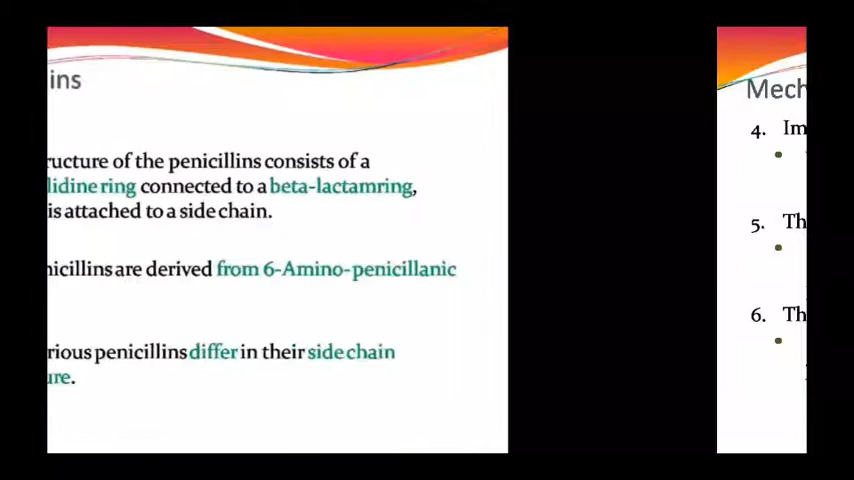 ins
ructure of the penicillins consists of a
lidine ring connected to a beta-lactamring,
is attached to a side chain.
nicillins are derived from 6-Amino-penicillanic
rious penicillins differ in their side chain
ure.
Mech
4. Im
5. Th
6. Th